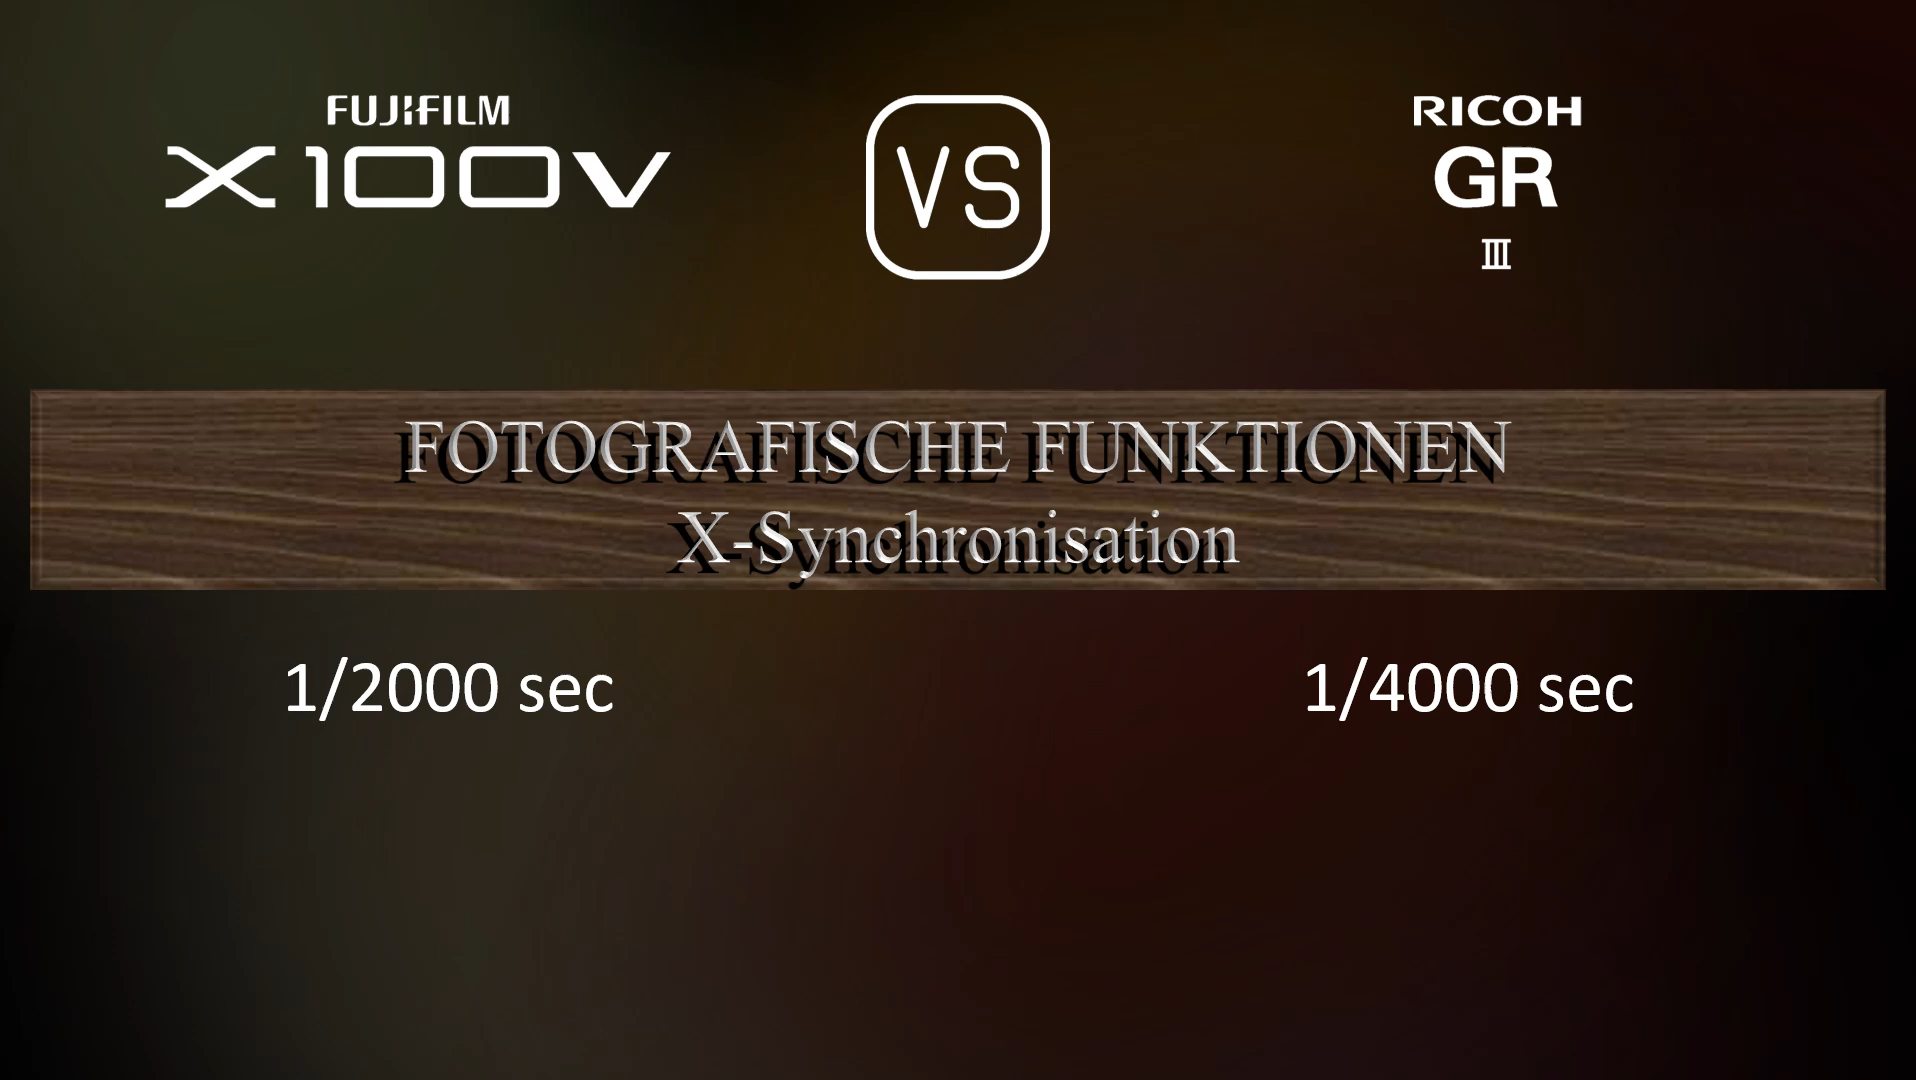 FUJIFILM
X100V
VS
RICOH
GR
III
FOTOGRAFISCHE FUNKTIONEN
X-Synchronisation
1/2000 sec
1/4000 sec